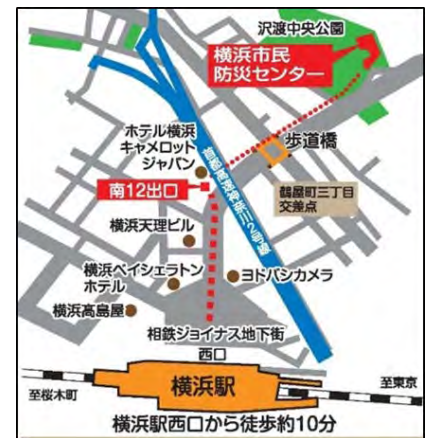 沢渡中央公園
横浜市民
防災センター
歩道橋
ホテル横浜
キャメロット
ジャパン
首都高速神奈川2号線
南12出口
鶴屋町三丁目
交差点
横浜天理ビル
横浜ベイシェラトン
ホテル
ヨドバシカメラ
横浜髙島屋
相鉄ジョイナス地下街
西口
横浜駅
至桜木町
至東京
横浜駅西口から徒歩約10分